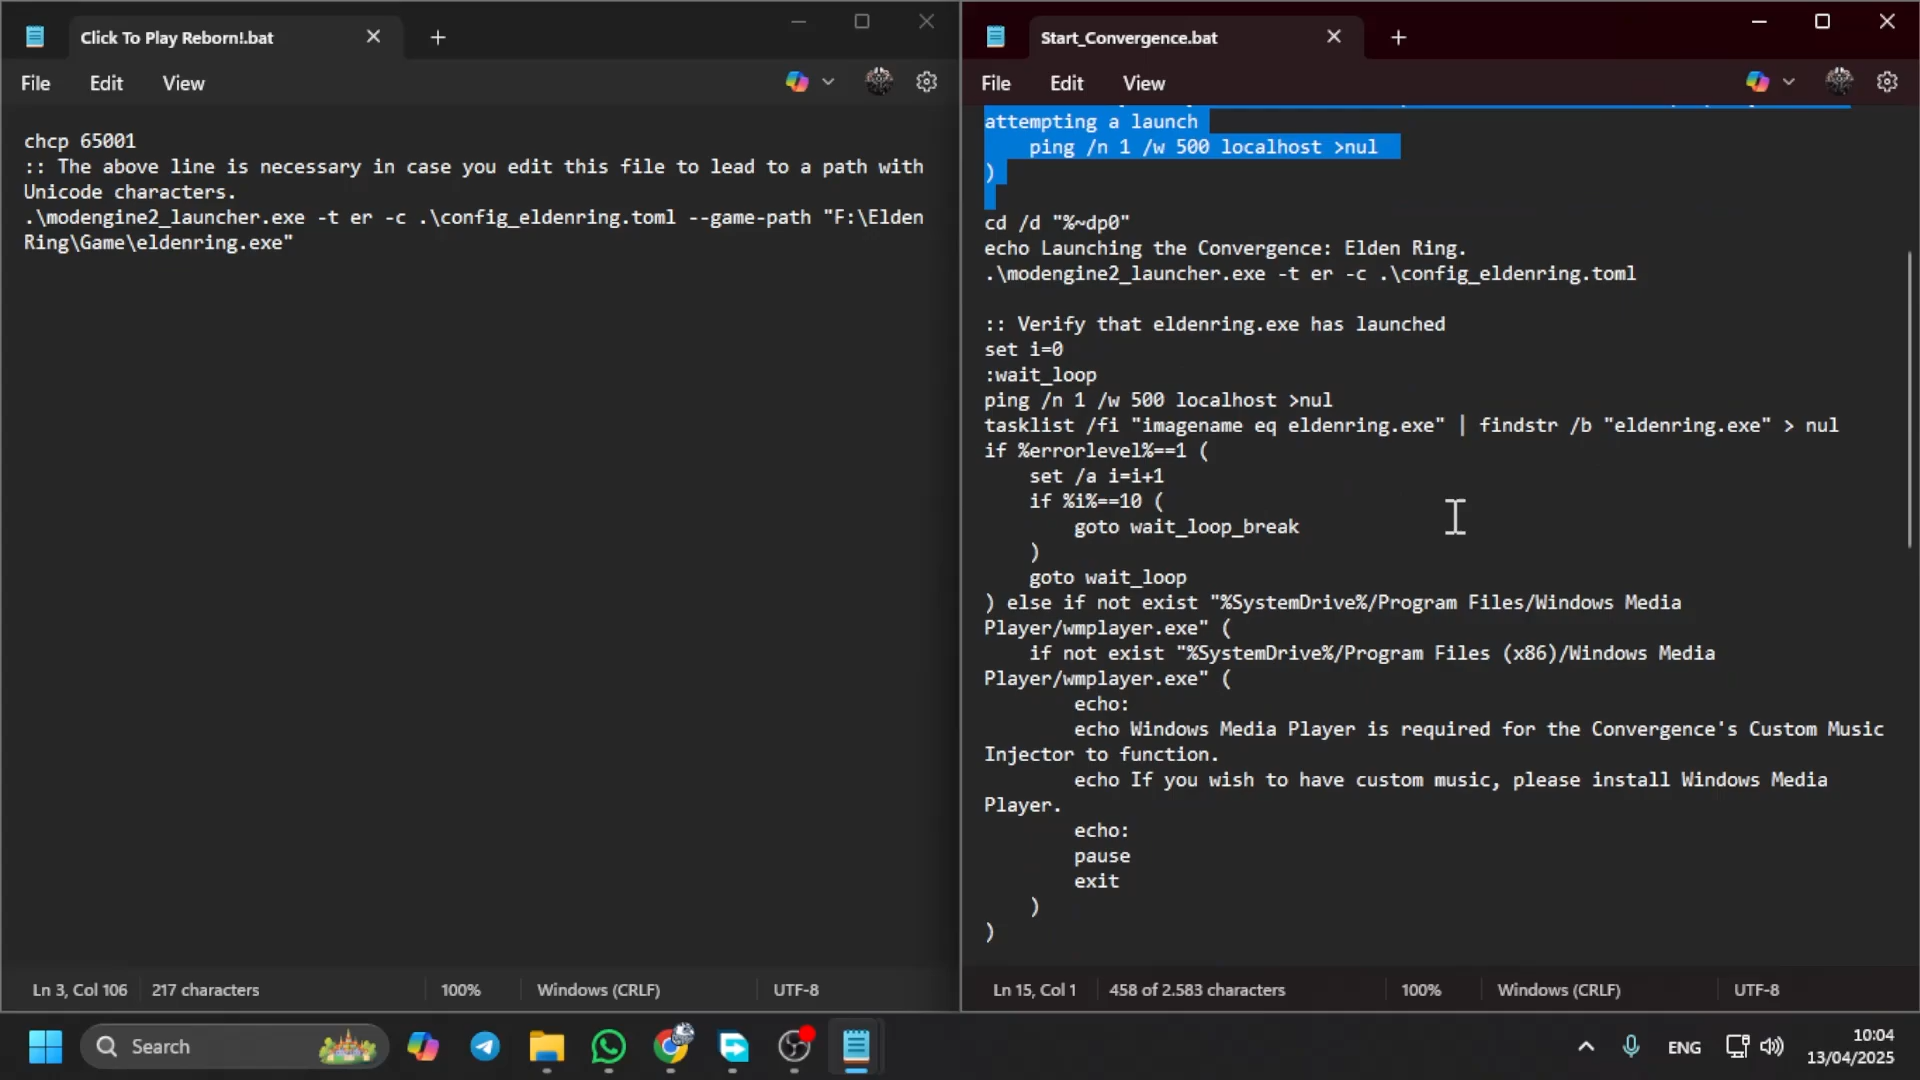 Click To Play Reborn!.bat
File Edit View
chcp 65001
:: The above line is necessary in case you edit this file to lead to a path with
Unicode characters.
.\modengine2_launcher.exe -t er -c .\config_eldenring.toml --game-path "F:\Elden
Ring\Game\eldenring.exe"
Ln 3, Col 106 217 characters 100% Windows (CRLF) UTF-8
Start_Convergence.bat
File Edit View
attempting a launch
ping /n 1 /w 500 localhost >nul
)
cd /d "%~dp0"
echo Launching the Convergence: Elden Ring.
.\modengine2_launcher.exe -t er -c .\config_eldenring.toml
:: Verify that eldenring.exe has launched
set i=0
:wait_loop
ping /n 1 /w 500 localhost >nul
tasklist /fi "imagename eq eldenring.exe" | findstr /b "eldenring.exe" > nul
if %errorlevel%==1 (
set /a i=i+1
if %i%==10 (
goto wait_loop_break
)
goto wait_loop
) else if not exist "%SystemDrive%/Program Files/Windows Media
Player/wmplayer.exe" (
if not exist "%SystemDrive%/Program Files (x86)/Windows Media
Player/wmplayer.exe" (
echo:
echo Windows Media Player is required for the Convergence's Custom Music
Injector to function.
echo If you wish to have custom music, please install Windows Media
Player.
echo:
pause
exit
)
)
Ln 15, Col 1 458 of 2.583 characters 100% Windows (CRLF) UTF-8
Search
ENG
10:04
13/04/2025